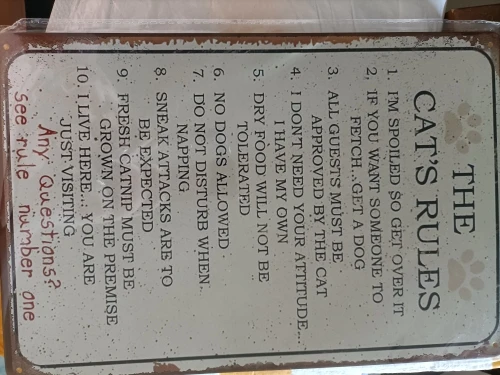 THE
CAT'S RULES
1. I'M SPOILED SO GET OVER IT
2. IF YOU WANT SOMEONE TO
FETCH...GET A DOG
3. ALL GUESTS MUST BE
APPROVED BY THE CAT
4. I DON'T NEED YOUR ATTITUDE...
I HAVE MY OWN
5. DRY FOOD WILL NOT BE
TOLERATED
6. NO DOGS ALLOWED
7. DO NOT DISTURB WHEN
NAPPING
8. SNEAK ATTACKS ARE TO
BE EXPECTED
9. FRESH CATNIP MUST BE
GROWN ON THE PREMISE
10. I LIVE HERE.... YOU ARE
JUST VISITING
Any Questions?
see rule number one